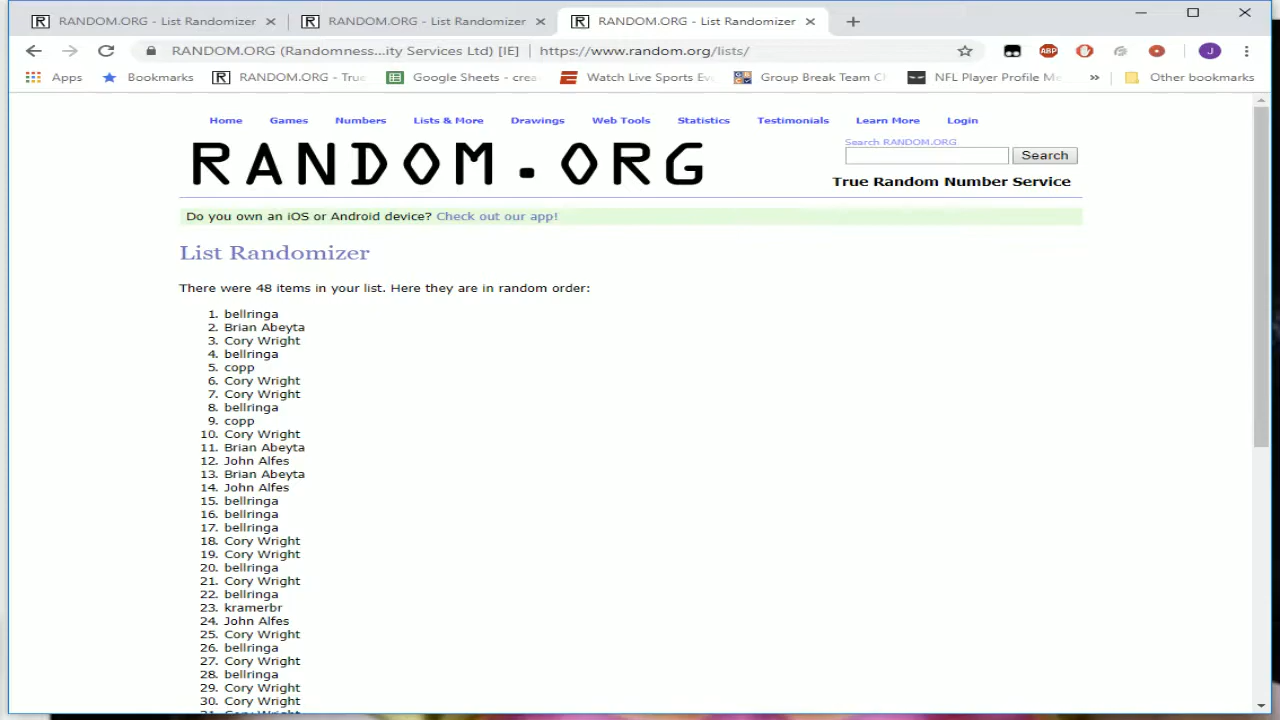 RANDOM.ORG - List Randomizer
RANDOM.ORG - List Randomizer
RANDOM.ORG - List Randomizer
RANDOM.ORG (Randomness...ity Services Ltd) [IE] https://www.random.org/lists/
ABP
J
Apps Bookmarks RANDOM.ORG - True Google Sheets - crea Watch Live Sports Ev Group Break Team NFL Player Profile Me » Other bookmarks
Home Games Numbers Lists & More Drawings Web Tools Statistics Testimonials Learn More Login
RANDOM.ORG
Search RANDOM.ORG
Search
True Random Number Service
Do you own an iOS or Android device? Check out our app!
List Randomizer
There were 48 items in your list. Here they are in random order:
1. bellringa
2. Brian Abeyta
3. Cory Wright
4. bellringa
5. copp
6. Cory Wright
7. Cory Wright
8. bellringa
9. copp
10. Cory Wright
11. Brian Abeyta
12. John Alfes
13. Brian Abeyta
14. John Alfes
15. bellringa
16. bellringa
17. bellringa
18. Cory Wright
19. Cory Wright
20. bellringa
21. Cory Wright
22. bellringa
23. kramerbr
24. John Alfes
25. Cory Wright
26. bellringa
27. Cory Wright
28. bellringa
29. Cory Wright
30. Cory Wright